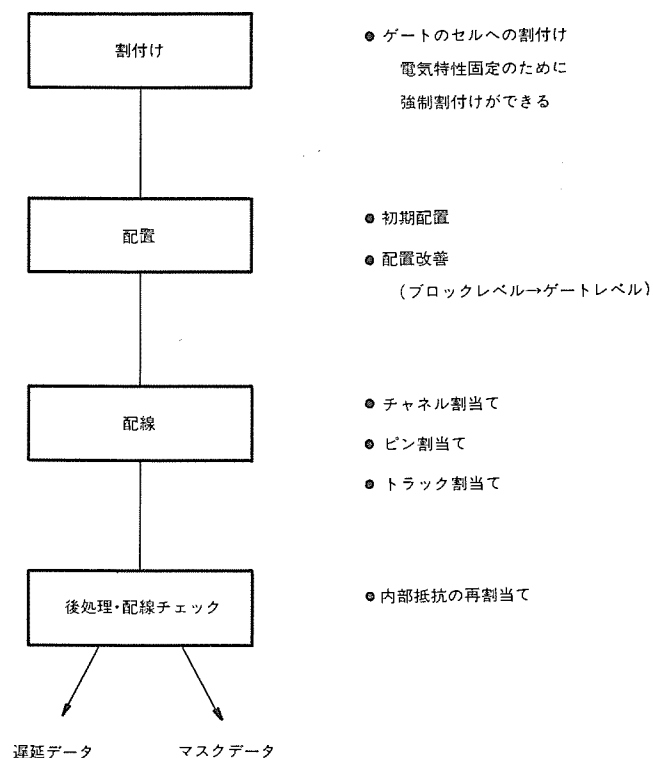 割付け
● ゲートのセルへの割付け
電気特性固定のために
強制割付けができる
配置
● 初期配置
● 配置改善
(ブロックレベル→ゲートレベル)
配線
● チャネル割当て
● ピン割当て
● トラック割当て
後処理・配線チェック
● 内部抵抗の再割当て
遅延データ
マスクデータ